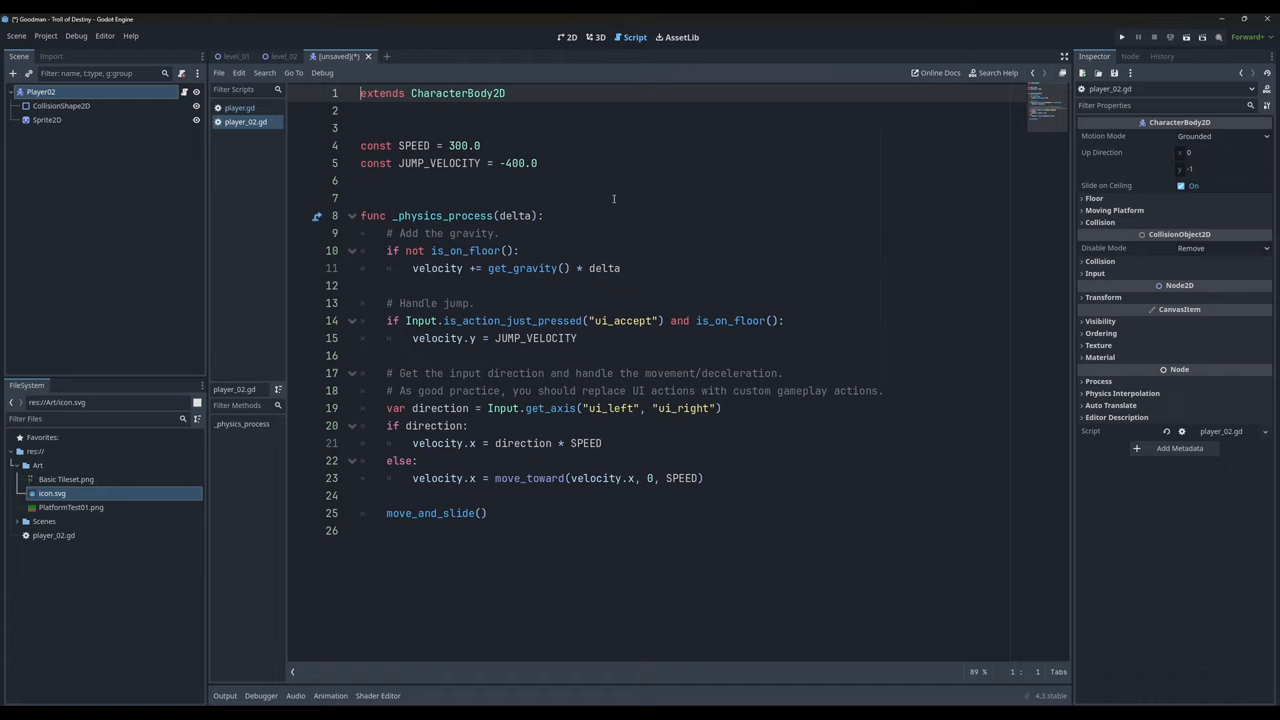 (*) Goodman - Troll of Destiny - Godot Engine
Scene Project Debug Editor Help
2D 3D Script AssetLib
Forward+
Scene Import
Filter: name, t:type, g:group
Player02
CollisionShape2D
Sprite2D
FileSystem
res://Art/icon.svg
Filter Files
Favorites:
res://
Art
Basic Tileset.png
icon.svg
PlatformTest01.png
Scenes
player_02.gd
level_01 level_02 [unsaved](*)
File Edit Search Go To Debug
Online Docs Search Help
Filter Scripts
player.gd
player_02.gd
player_02.gd
Filter Methods
_physics_process
1 extends CharacterBody2D
2
3
4 const SPEED = 300.0
5 const JUMP_VELOCITY = -400.0
6
7
8 func _physics_process(delta):
9 # Add the gravity.
10 if not is_on_floor():
11 velocity += get_gravity() * delta
12
13 # Handle jump.
14 if Input.is_action_just_pressed("ui_accept") and is_on_floor():
15 velocity.y = JUMP_VELOCITY
16
17 # Get the input direction and handle the movement/deceleration.
18 # As good practice, you should replace UI actions with custom gameplay actions.
19 var direction = Input.get_axis("ui_left", "ui_right")
20 if direction:
21 velocity.x = direction * SPEED
22 else:
23 velocity.x = move_toward(velocity.x, 0, SPEED)
24
25 move_and_slide()
26
89 % 1 : 1 Tabs
Output Debugger Audio Animation Shader Editor
4.3.stable
Inspector Node History
player_02.gd
Filter Properties
CharacterBody2D
Motion Mode Grounded
Up Direction x 0
y -1
Slide on Ceiling On
Floor
Moving Platform
Collision
CollisionObject2D
Disable Mode Remove
Collision
Input
Node2D
Transform
CanvasItem
Visibility
Ordering
Texture
Material
Node
Process
Physics Interpolation
Auto Translate
Editor Description
Script player_02.gd
Add Metadata